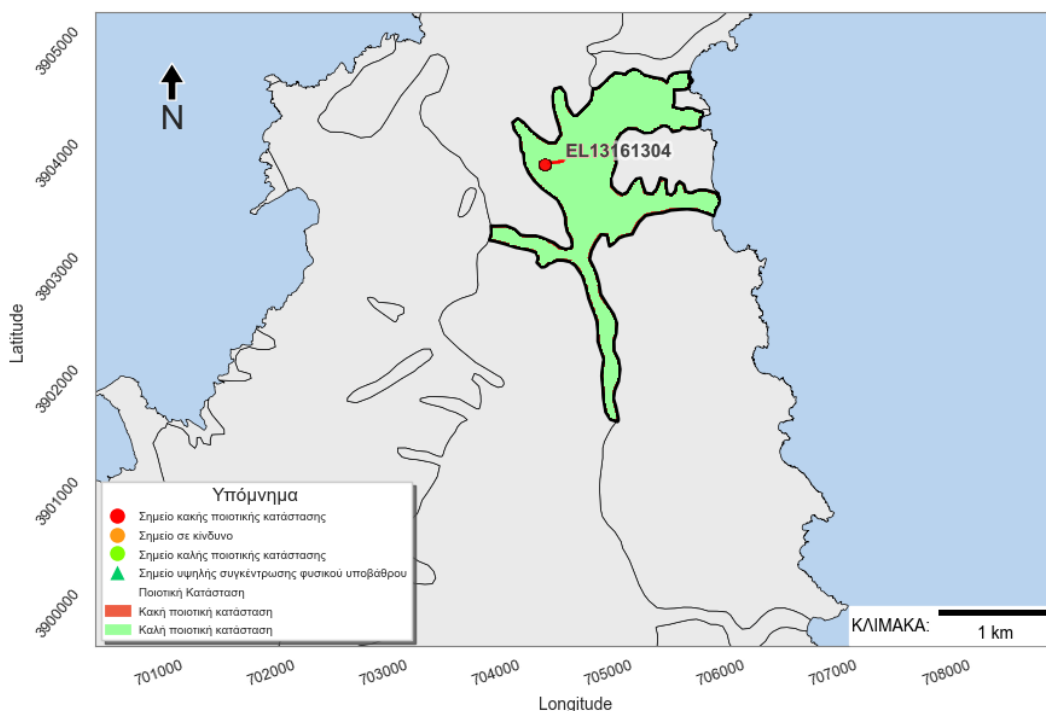 3905000
3904000
3903000
3902000
3901000
3900000
Latitude
N
EL13161304
Υπόμνημα
Σημείο κακής ποιοτικής κατάστασης
Σημείο σε κίνδυνο
Σημείο καλής ποιοτικής κατάστασης
Σημείο υψηλής συγκέντρωσης φυσικού υποβάθρου
Ποιοτική Κατάσταση
Κακή ποιοτική κατάσταση
Καλή ποιοτική κατάσταση
ΚΛΙΜΑΚΑ:
1 km
701000 702000 703000 704000 705000 706000 707000 708000
Longitude